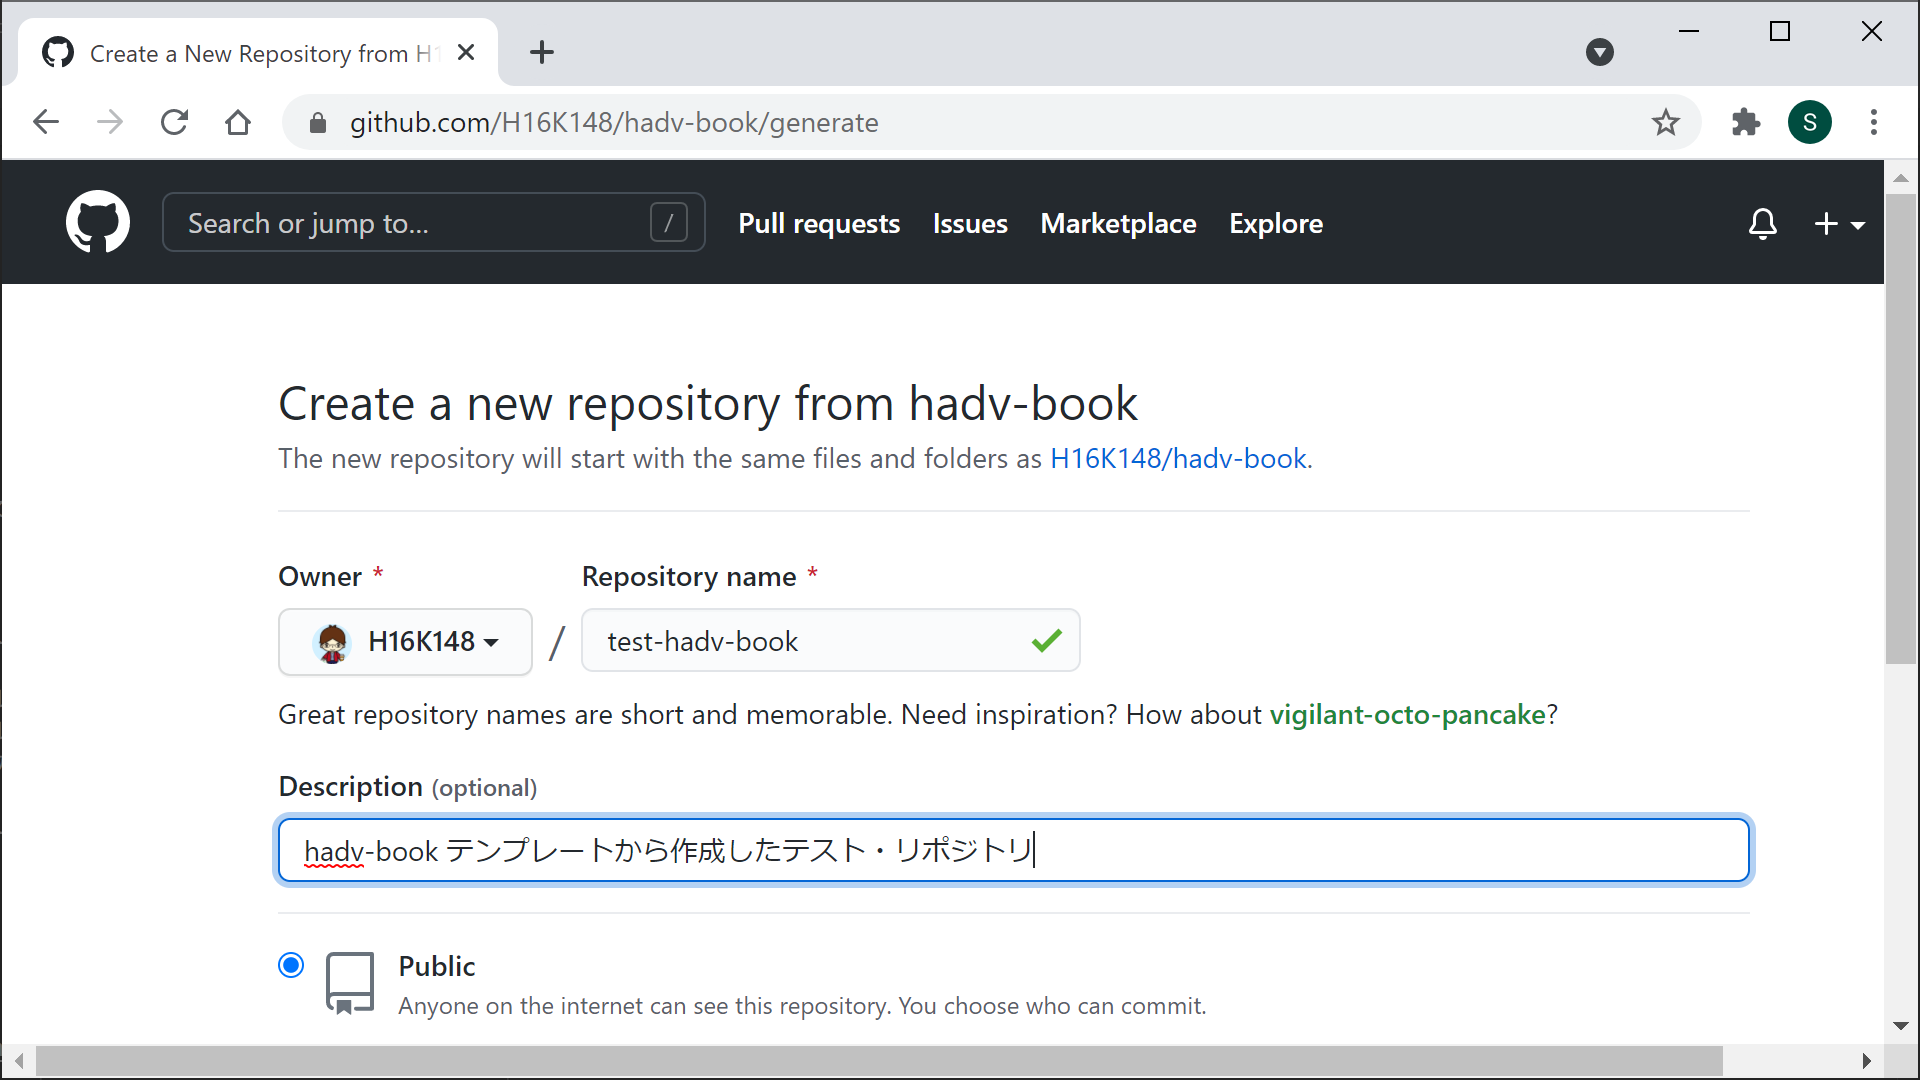 Create a New Repository from H1
github.com/H16K148/hadv-book/generate
S
Search or jump to...
/
Pull requests Issues Marketplace Explore
Create a new repository from hadv-book
The new repository will start with the same files and folders as H16K148/hadv-book.
Owner * Repository name *
H16K148 / test-hadv-book
Great repository names are short and memorable. Need inspiration? How about vigilant-octo-pancake?
Description (optional)
hadv-book テンプレートから作成したテスト・リポジトリ
Public
Anyone on the internet can see this repository. You choose who can commit.